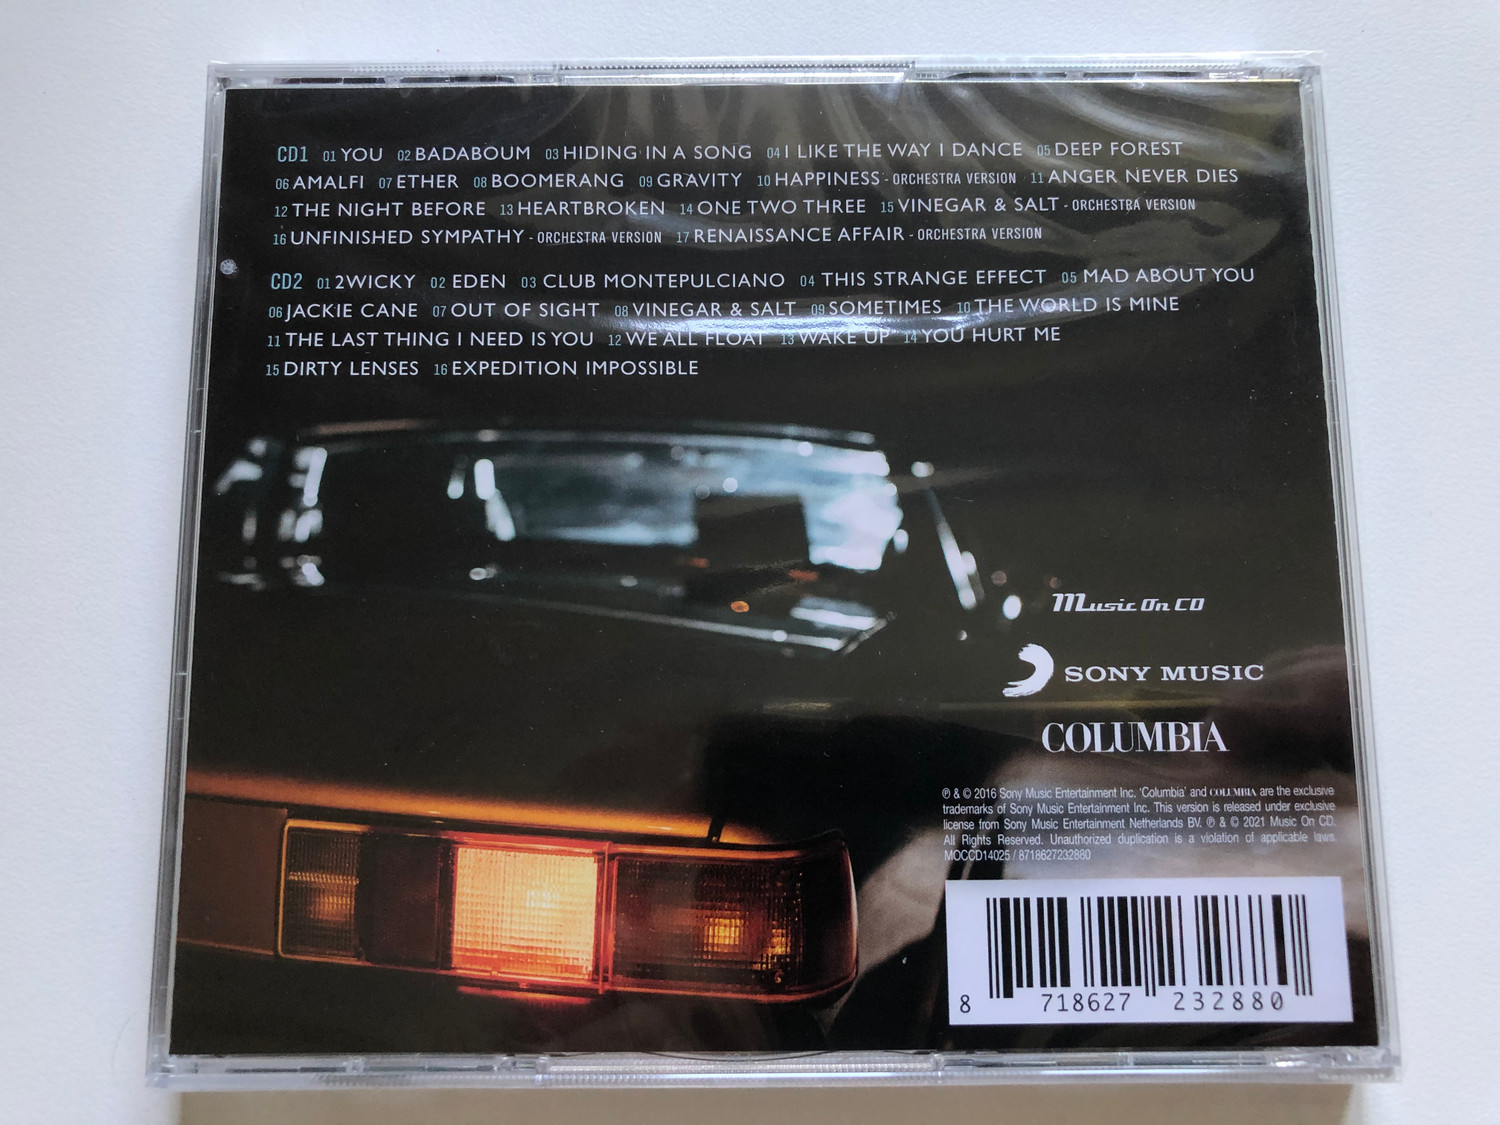 CD1 01 YOU 02 BADABOUM 03 HIDING IN A SONG 04 I LIKE THE WAY I DANCE 05 DEEP FOREST
06 AMALFI 07 ETHER 08 BOOMERANG 09 GRAVITY 10 HAPPINESS - ORCHESTRA VERSION 11 ANGER NEVER DIES
12 THE NIGHT BEFORE 13 HEARTBROKEN 14 ONE TWO THREE 15 VINEGAR & SALT - ORCHESTRA VERSION
16 UNFINISHED SYMPATHY - ORCHESTRA VERSION 17 RENAISSANCE AFFAIR - ORCHESTRA VERSION
CD2 01 2WICKY 02 EDEN 03 CLUB MONTEPULCIANO 04 THIS STRANGE EFFECT 05 MAD ABOUT YOU
06 JACKIE CANE 07 OUT OF SIGHT 08 VINEGAR & SALT 09 SOMETIMES 10 THE WORLD IS MINE
11 THE LAST THING I NEED IS YOU 12 WE ALL FLOAT 13 WAKE UP 14 YOU HURT ME
15 DIRTY LENSES 16 EXPEDITION IMPOSSIBLE
Music On CD
SONY MUSIC
COLUMBIA
℗ & © 2016 Sony Music Entertainment Inc. 'Columbia' and COLUMBIA are the exclusive
trademarks of Sony Music Entertainment Inc. This version is released under exclusive
license from Sony Music Entertainment Netherlands BV. ℗ & © 2021 Music On CD.
All Rights Reserved. Unauthorized duplication is a violation of applicable laws.
MOCCD14025 / 8718627232880
8 718627 232880